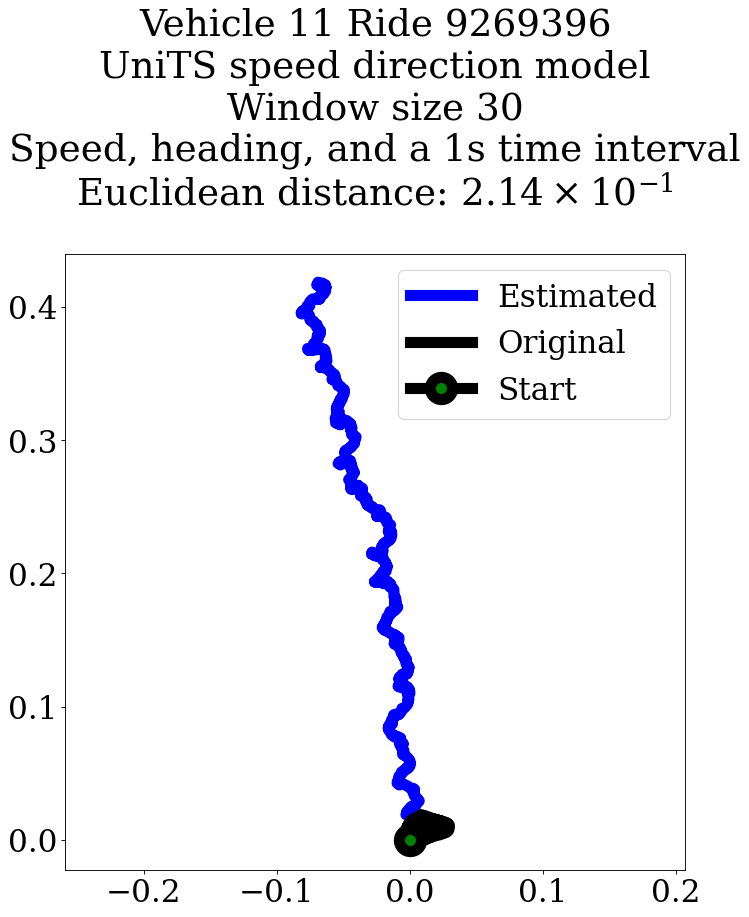 Vehicle 11 Ride 9269396
UniTS speed direction model
Window size 30
Speed, heading, and a 1s time interval
Euclidean distance: 2.14 × 10⁻¹
Estimated
Original
Start
0.4
0.3
0.2
0.1
0.0
−0.2 −0.1 0.0 0.1 0.2